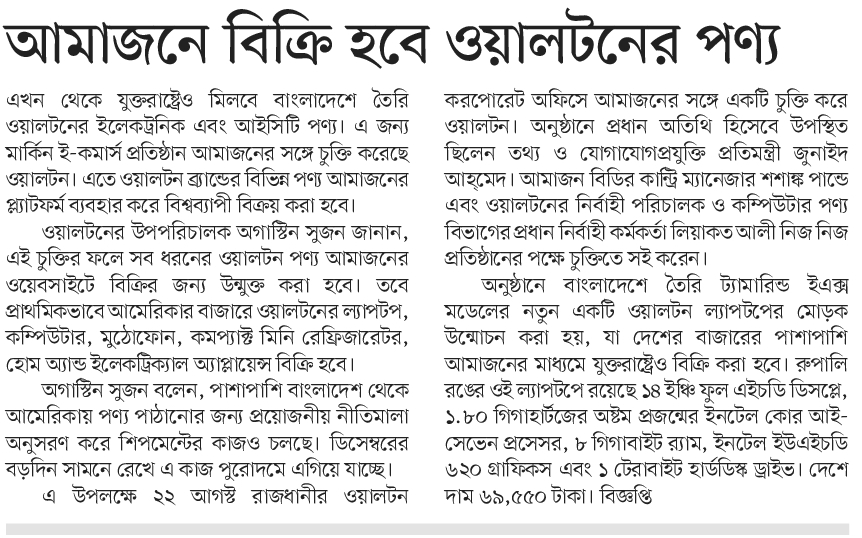 আমাজনে বিক্রি হবে ওয়ালটনের পণ্য
এখন থেকে যুক্তরাষ্ট্রেও মিলবে বাংলাদেশে তৈরি
ওয়ালটনের ইলেকট্রনিক এবং আইসিটি পণ্য। এ জন্য
মার্কিন ই-কমার্স প্রতিষ্ঠান আমাজনের সঙ্গে চুক্তি করেছে
ওয়ালটন। এতে ওয়ালটন ব্র্যান্ডের বিভিন্ন পণ্য আমাজনের
প্ল্যাটফর্ম ব্যবহার করে বিশ্বব্যাপী বিক্রয় করা হবে।
ওয়ালটনের উপপরিচালক অগাস্টিন সুজন জানান,
এই চুক্তির ফলে সব ধরনের ওয়ালটন পণ্য আমাজনের
ওয়েবসাইটে বিক্রির জন্য উন্মুক্ত করা হবে। তবে
প্রাথমিকভাবে আমেরিকার বাজারে ওয়ালটনের ল্যাপটপ,
কম্পিউটার, মুঠোফোন, কমপ্যাক্ট মিনি রেফ্রিজারেটর,
হোম অ্যান্ড ইলেকট্রিক্যাল অ্যাপ্লায়েন্স বিক্রি হবে।
অগাস্টিন সুজন বলেন, পাশাপাশি বাংলাদেশ থেকে
আমেরিকায় পণ্য পাঠানোর জন্য প্রয়োজনীয় নীতিমালা
অনুসরণ করে শিপমেন্টের কাজও চলছে। ডিসেম্বরের
বড়দিন সামনে রেখে এ কাজ পুরোদমে এগিয়ে যাচ্ছে।
এ উপলক্ষে ২২ আগস্ট রাজধানীর ওয়ালটন
করপোরেট অফিসে আমাজনের সঙ্গে একটি চুক্তি করে
ওয়ালটন। অনুষ্ঠানে প্রধান অতিথি হিসেবে উপস্থিত
ছিলেন তথ্য ও যোগাযোগপ্রযুক্তি প্রতিমন্ত্রী জুনাইদ
আহ্‌মেদ। আমাজন বিডির কান্ট্রি ম্যানেজার শশাঙ্ক পান্ডে
এবং ওয়ালটনের নির্বাহী পরিচালক ও কম্পিউটার পণ্য
বিভাগের প্রধান নির্বাহী কর্মকর্তা লিয়াকত আলী নিজ নিজ
প্রতিষ্ঠানের পক্ষে চুক্তিতে সই করেন।
অনুষ্ঠানে বাংলাদেশে তৈরি ট্যামারিন্ড ইএক্স
মডেলের নতুন একটি ওয়ালটন ল্যাপটপের মোড়ক
উন্মোচন করা হয়, যা দেশের বাজারের পাশাপাশি
আমাজনের মাধ্যমে যুক্তরাষ্ট্রেও বিক্রি করা হবে। রুপালি
রঙের ওই ল্যাপটপে রয়েছে ১৪ ইঞ্চি ফুল এইচডি ডিসপ্লে,
১.৮০ গিগাহার্টজের অষ্টম প্রজন্মের ইনটেল কোর আই-
সেভেন প্রসেসর, ৮ গিগাবাইট র‍্যাম, ইনটেল ইউএইচডি
৬২০ গ্রাফিকস এবং ১ টেরাবাইট হার্ডডিস্ক ড্রাইভ। দেশে
দাম ৬৯,৫৫০ টাকা। বিজ্ঞপ্তি